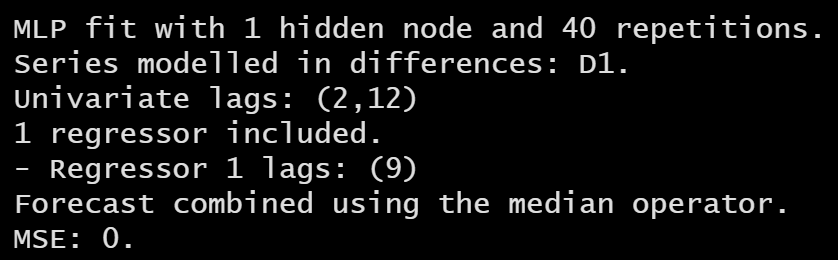 MLP fit with 1 hidden node and 40 repetitions.
Series modelled in differences: D1.
Univariate lags: (2,12)
1 regressor included.
- Regressor 1 lags: (9)
Forecast combined using the median operator.
MSE: 0.